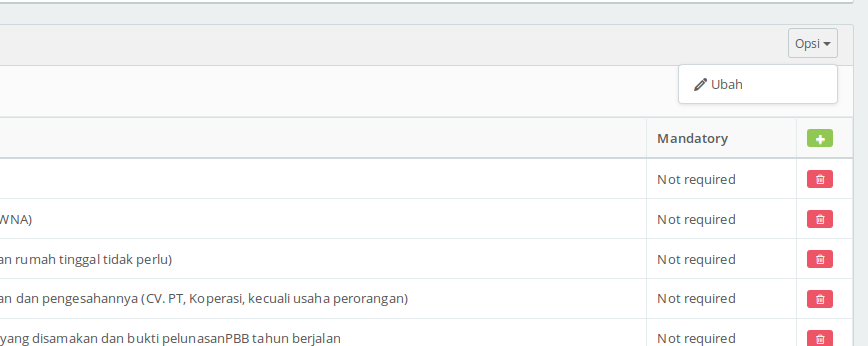 Opsi
Ubah
Mandatory
Not required
WNA) Not required
an rumah tinggal tidak perlu) Not required
an dan pengesahannya (CV. PT, Koperasi, kecuali usaha perorangan) Not required
yang disamakan dan bukti pelunasanPBB tahun berjalan Not required